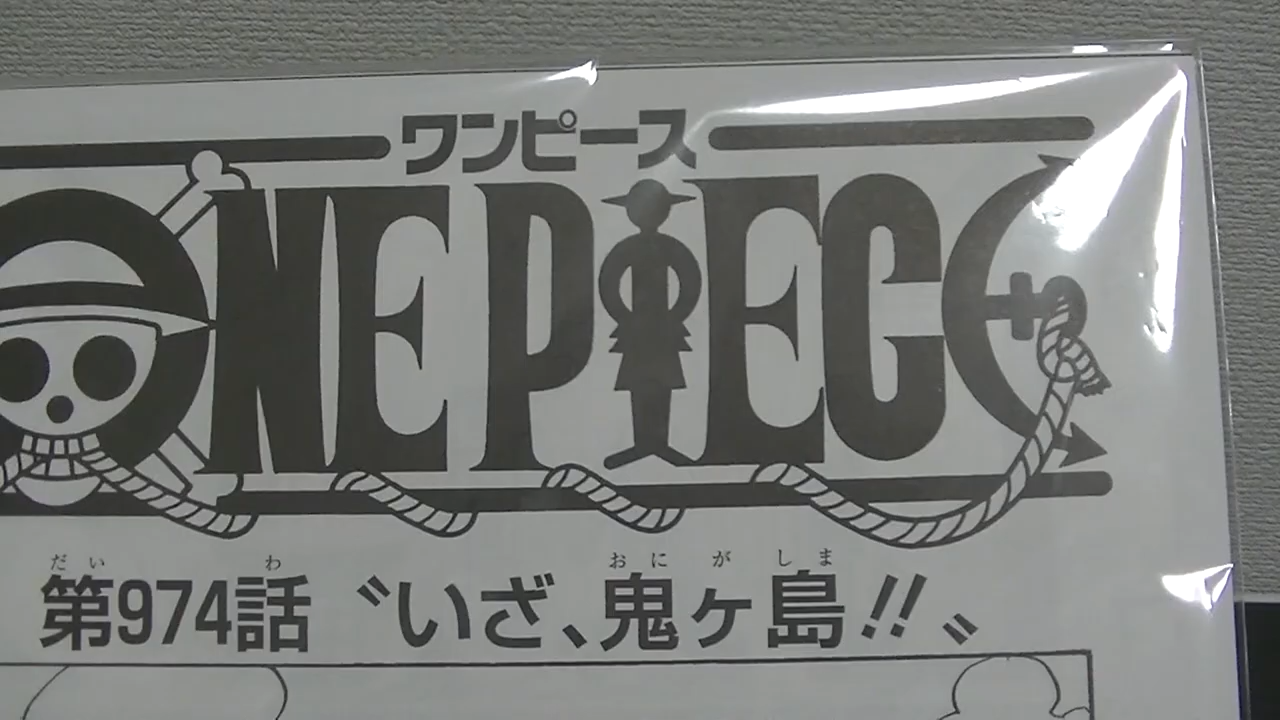 ワンピース
ONE PIECE
だい わ おに が しま
第974話 〝いざ、鬼ヶ島!!〟